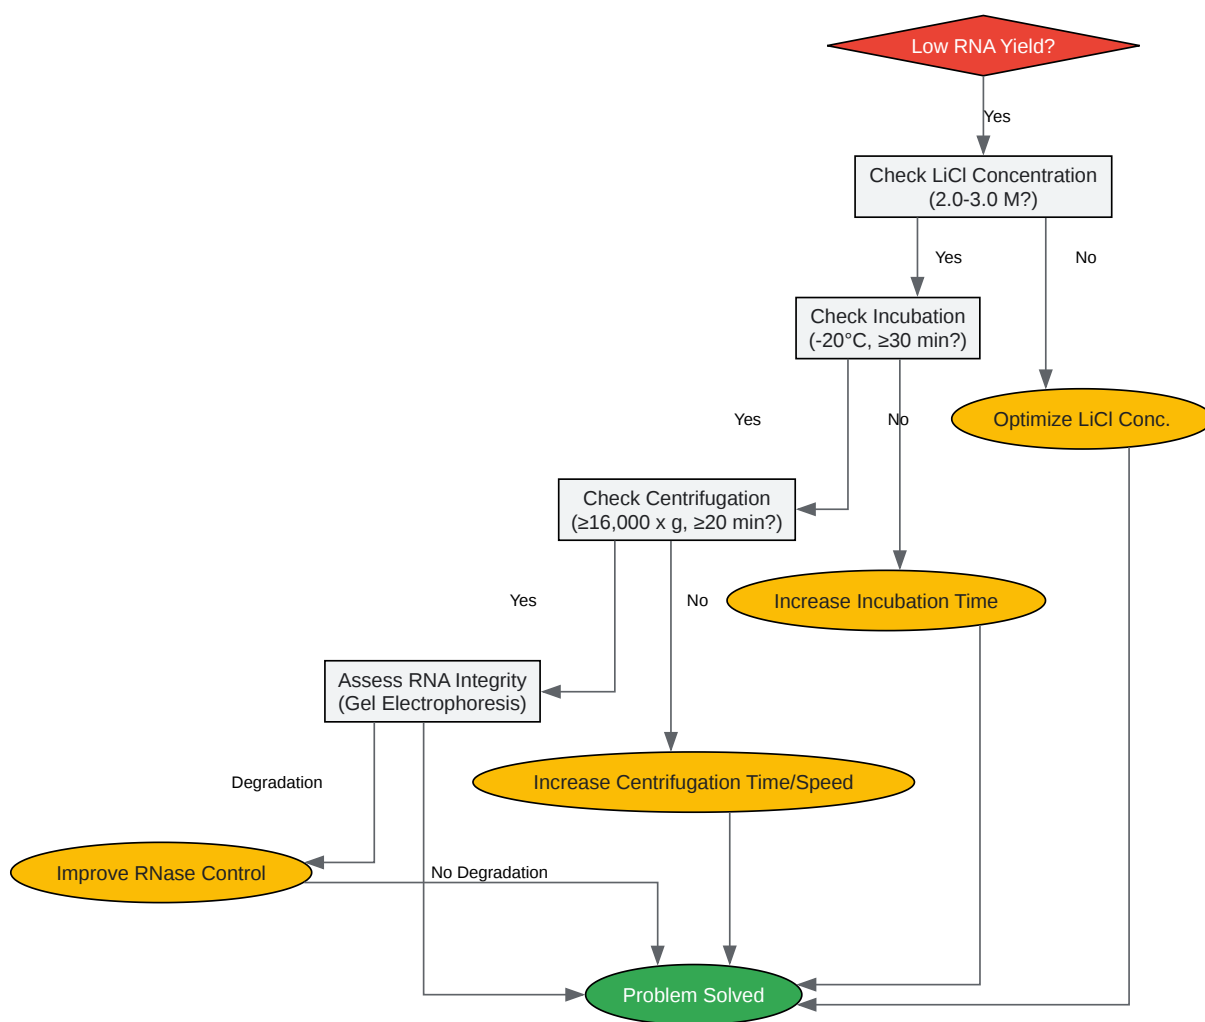 Low RNA Yield?
Yes
Check LiCl Concentration
(2.0-3.0 M?)
Yes
No
Check Incubation
(-20°C, ≥30 min?)
Yes
No
Optimize LiCl Conc.
Check Centrifugation
(≥16,000 x g, ≥20 min?)
Yes
No
Increase Incubation Time
Assess RNA Integrity
(Gel Electrophoresis)
Degradation
Increase Centrifugation Time/Speed
Improve RNase Control
No Degradation
Problem Solved